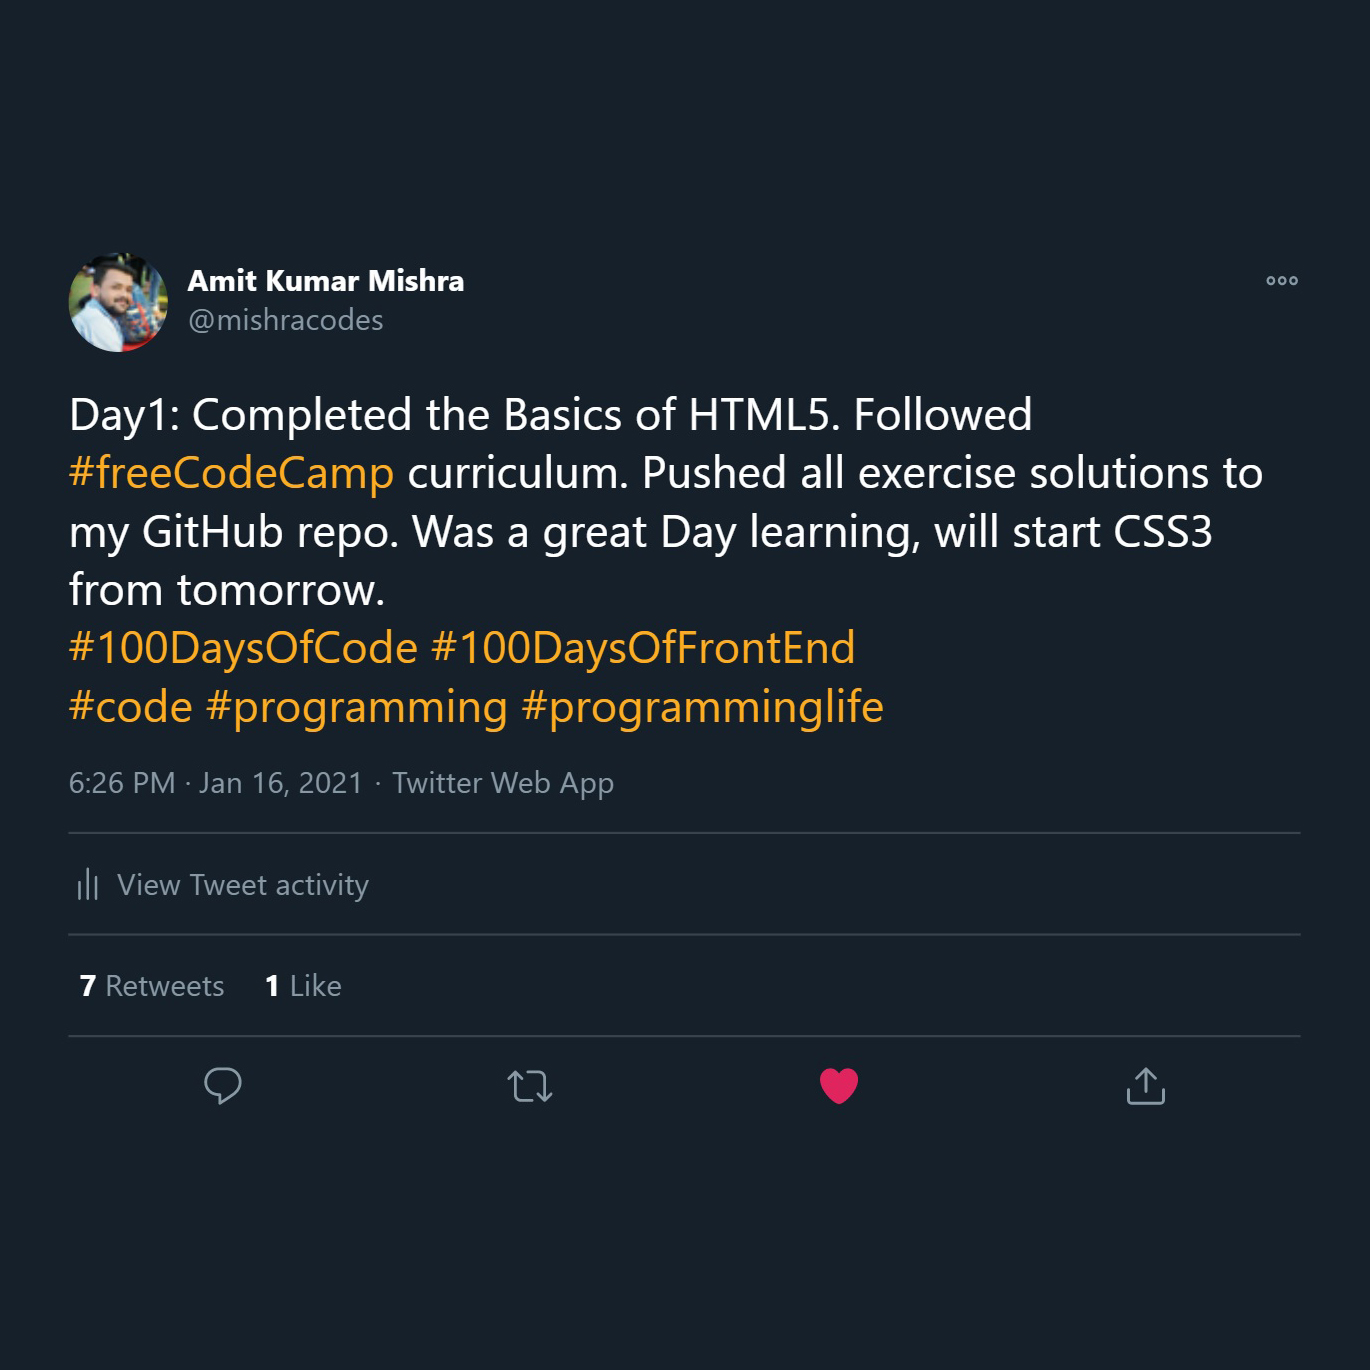 Amit Kumar Mishra
@mishracodes
Day1: Completed the Basics of HTML5. Followed
#freeCodeCamp curriculum. Pushed all exercise solutions to
my GitHub repo. Was a great Day learning, will start CSS3
from tomorrow.
#100DaysOfCode #100DaysOfFrontEnd
#code #programming #programminglife
6:26 PM · Jan 16, 2021 · Twitter Web App
View Tweet activity
7 Retweets 1 Like